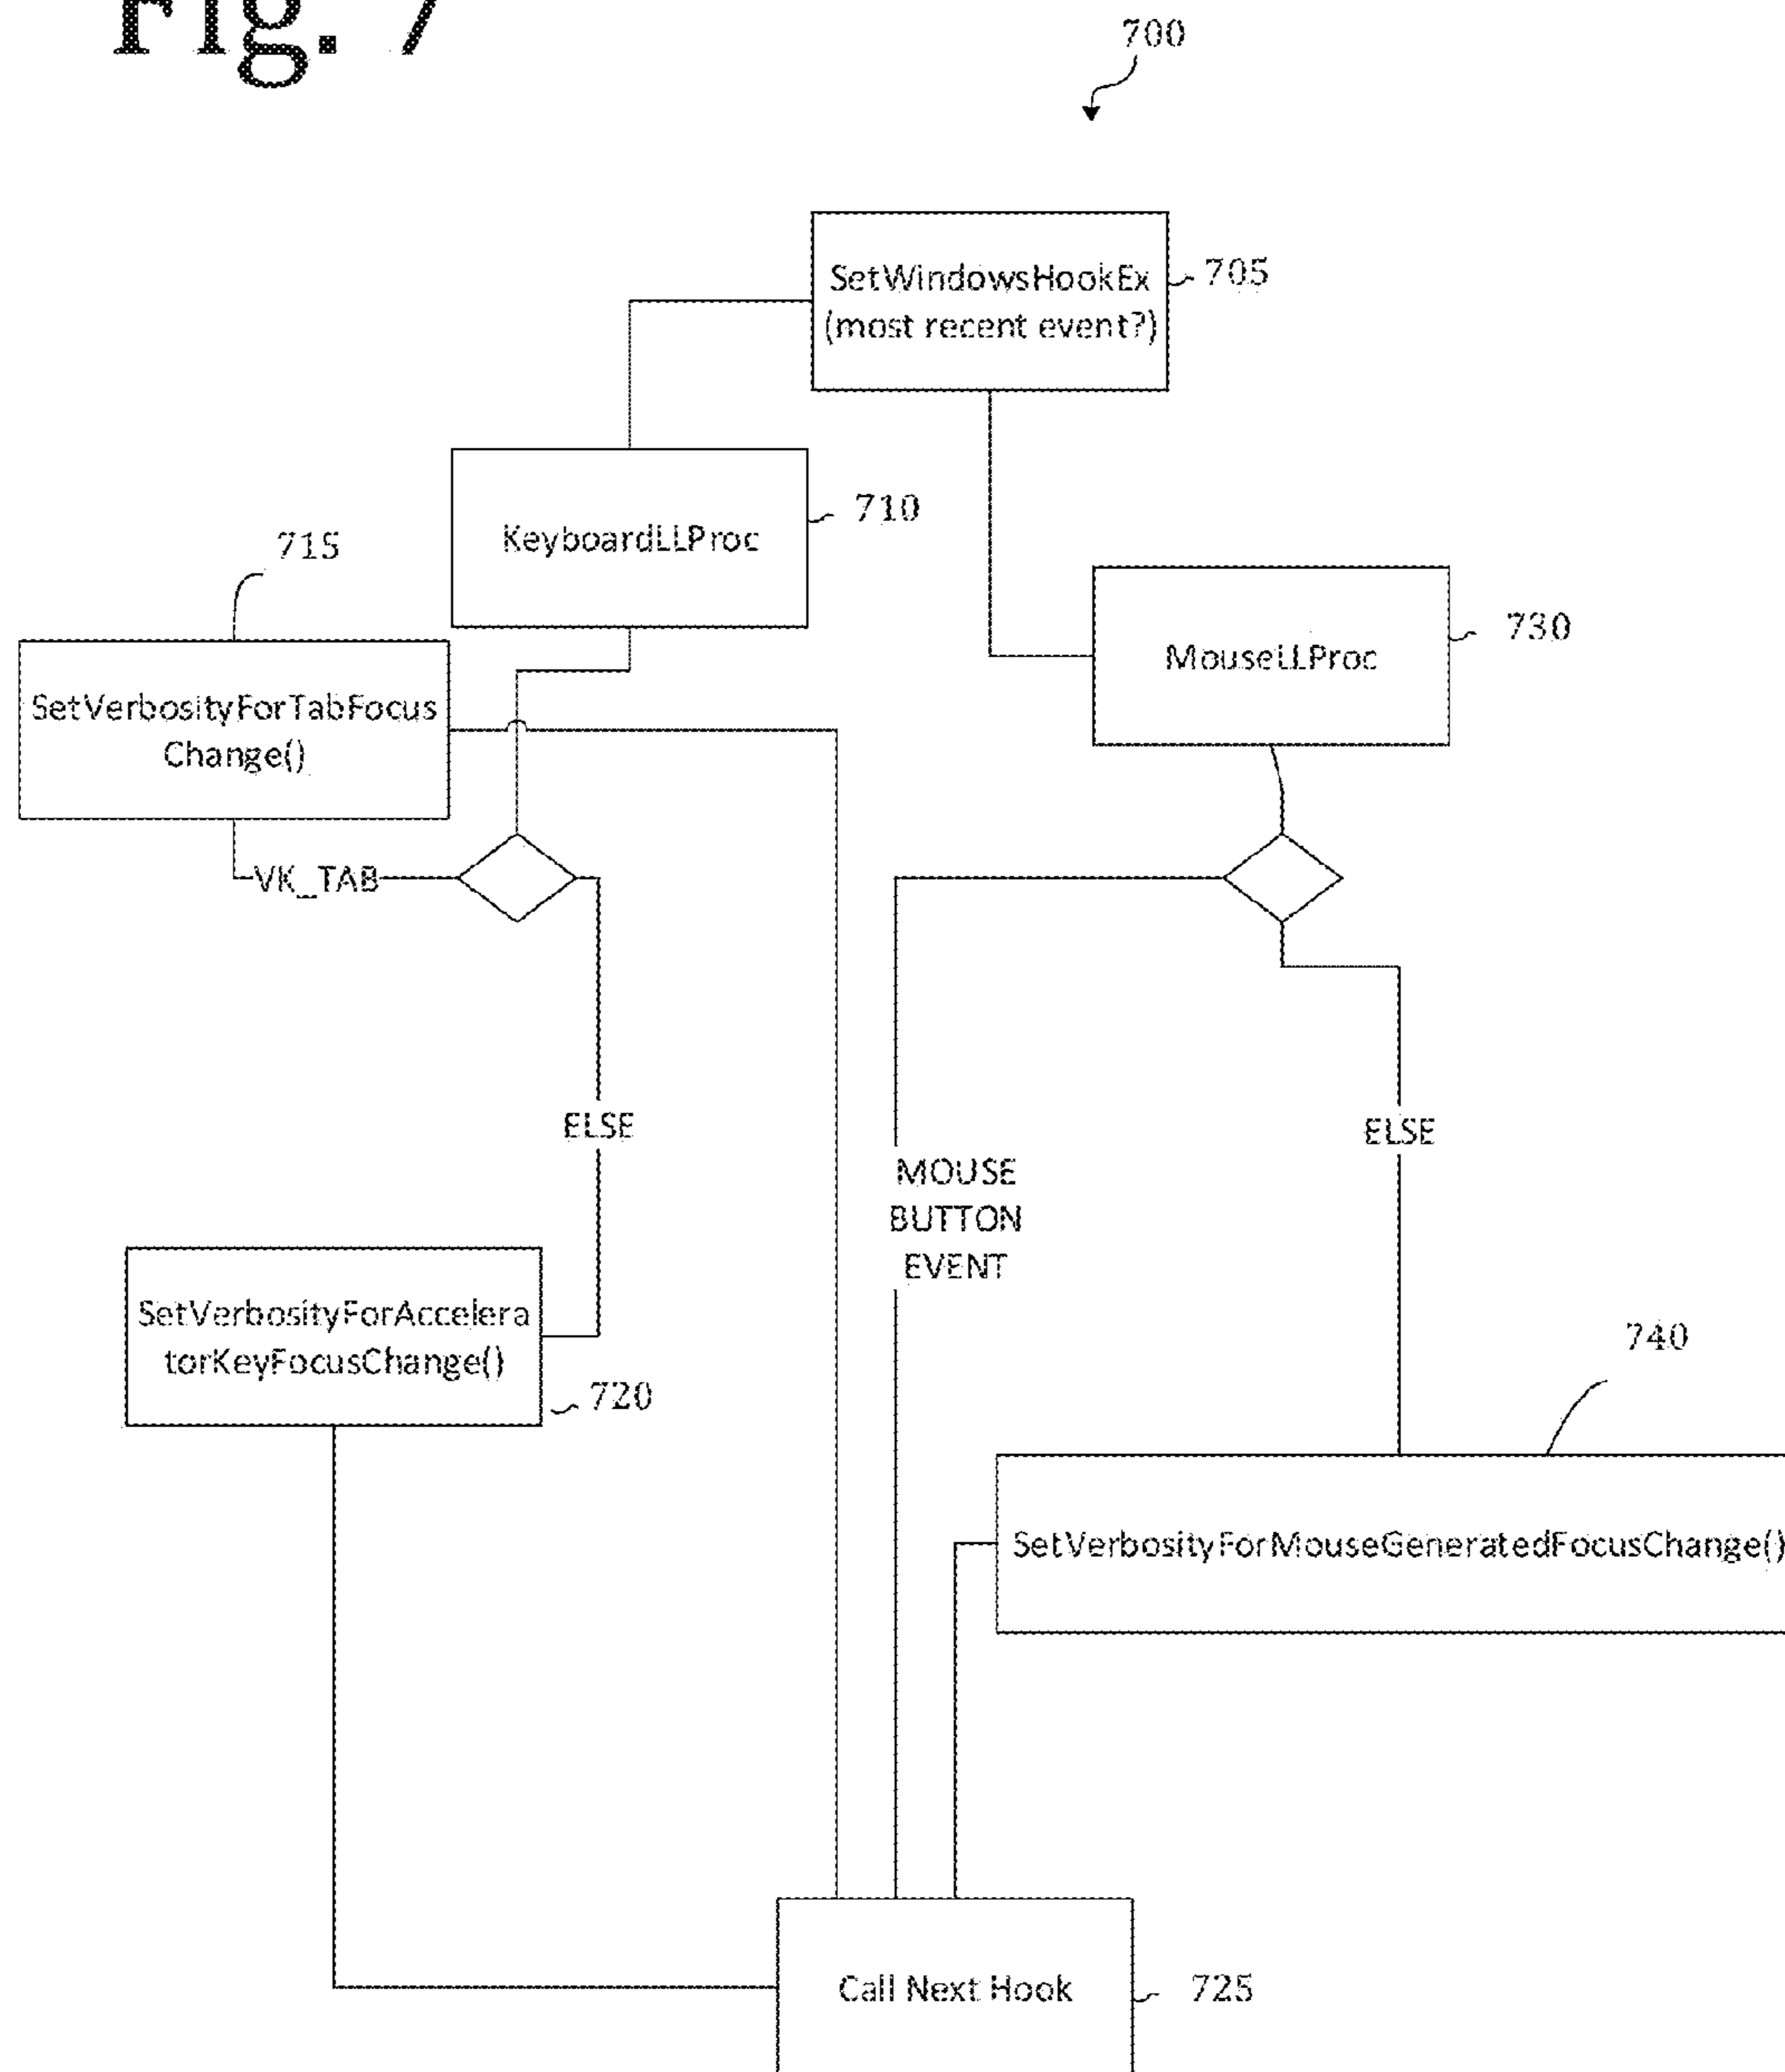 Fig. 7
700
SetWindowsHookEx
(most recent event?)
705
KeyboardLLProc
710
715
SetVerbosityForTabFocus
Change()
MouseLLProc
730
VK_TAB
ELSE
ELSE
MOUSE
BUTTON
EVENT
SetVerbosityForAccelera
torKeyFocusChange()
720
740
SetVerbosityForMouseGeneratedFocusChange()
Call Next Hook
725